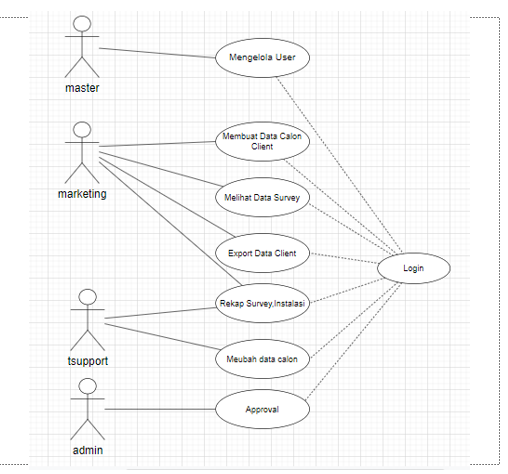 master
Mengelola User
marketing
Membuat Data Calon
Client
Melihat Data Survey
Export Data Client
Login
Rekap Survey,Instalasi
tsupport
Meubah data calon
Approval
admin